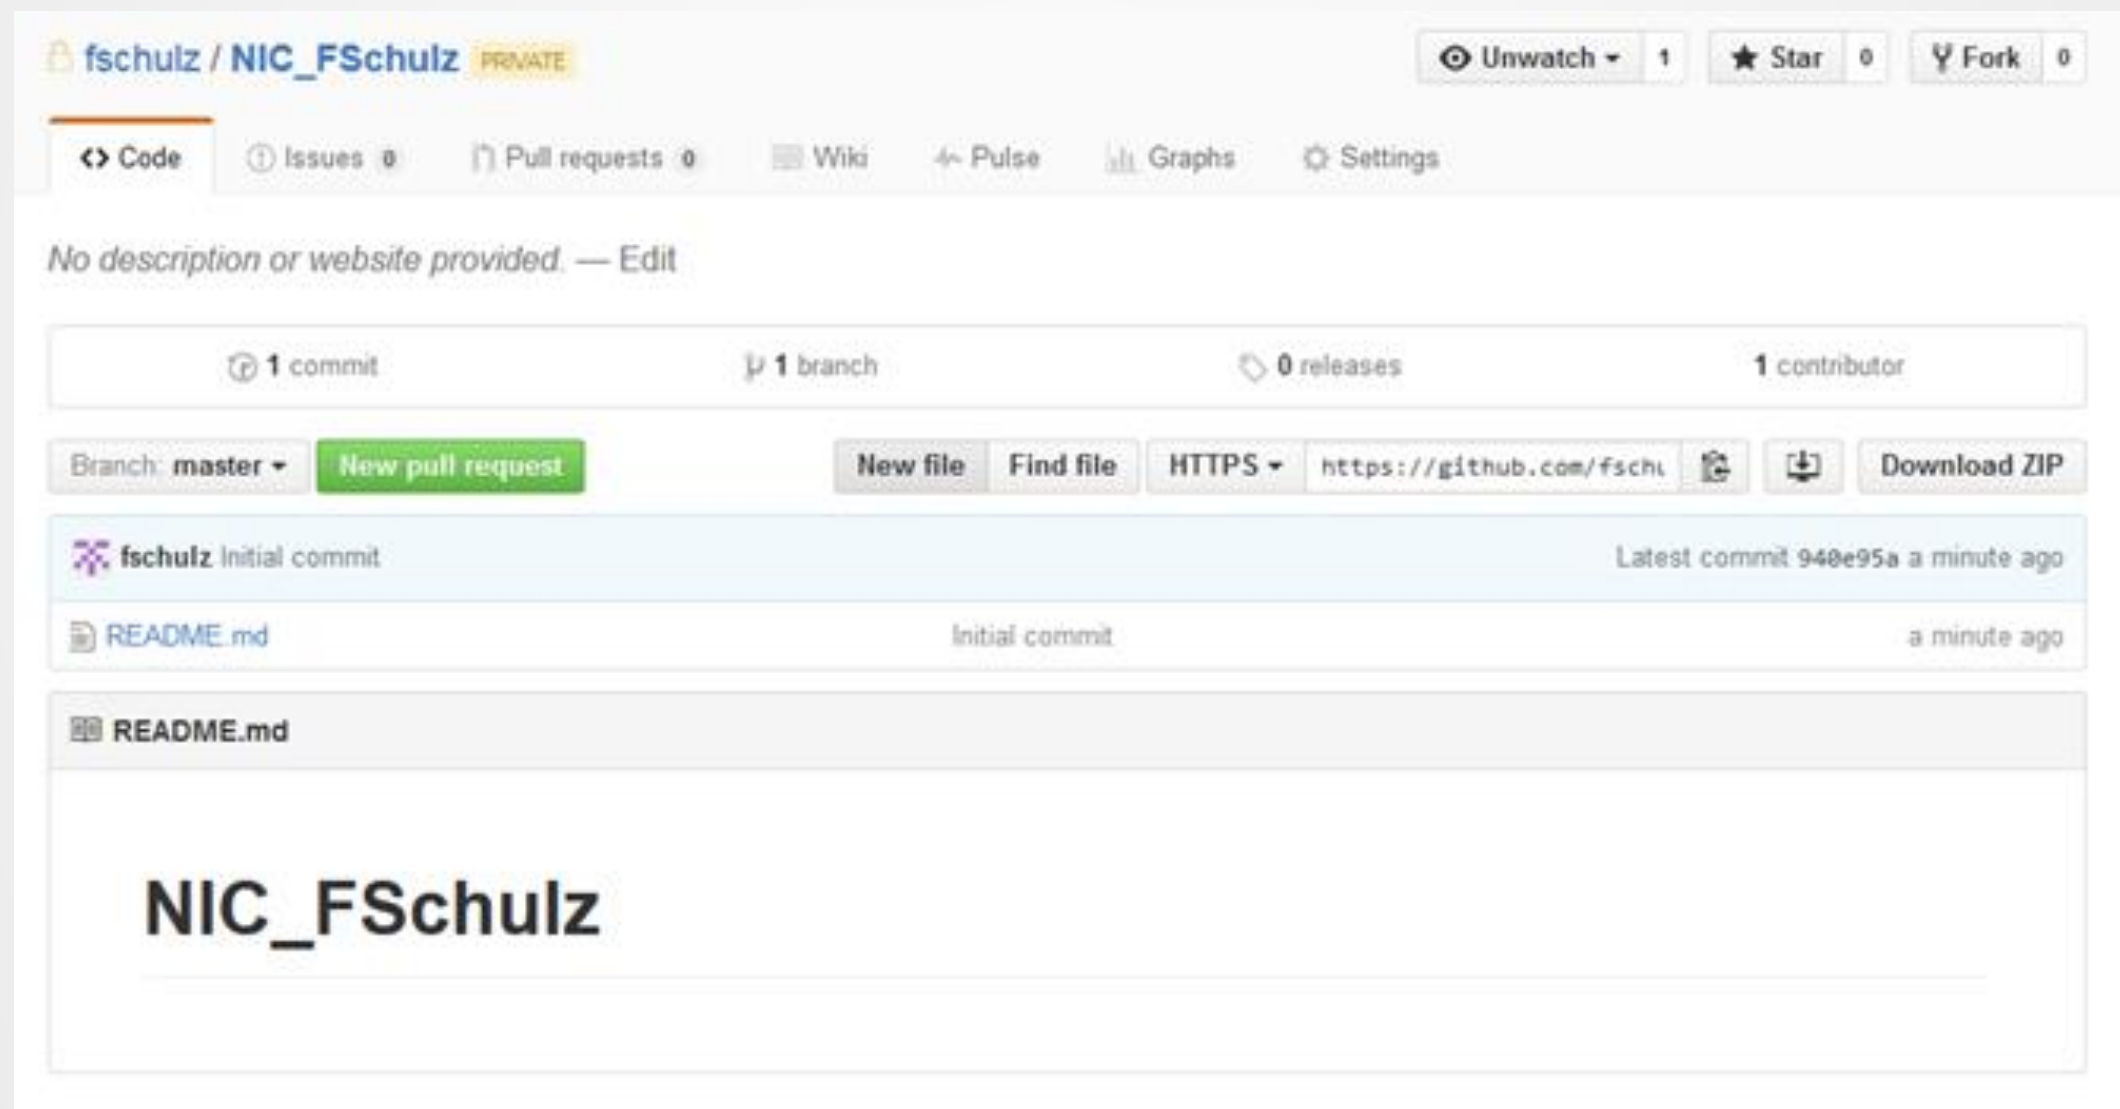 fschulz / NIC_FSchulz PRIVATE Unwatch 1 Star 0 Fork 0
Code Issues 0 Pull requests 0 Wiki Pulse Graphs Settings
No description or website provided. — Edit
1 commit 1 branch 0 releases 1 contributor
Branch: master New pull request New file Find file HTTPS https://github.com/fschu Download ZIP
fschulz Initial commit Latest commit 940e95a a minute ago
README.md Initial commit a minute ago
README.md
NIC_FSchulz